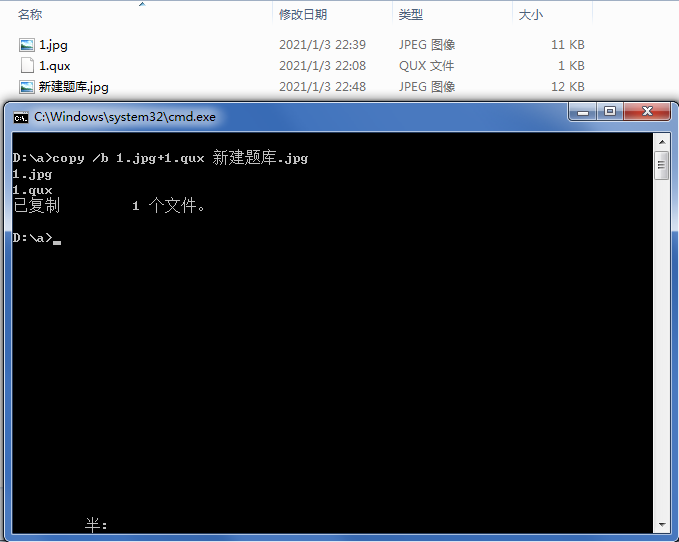 名称 修改日期 类型 大小
1.jpg 2021/1/3 22:39 JPEG 图像 11 KB
1.qux 2021/1/3 22:08 QUX 文件 1 KB
新建题库.jpg 2021/1/3 22:48 JPEG 图像 12 KB
C:\Windows\system32\cmd.exe
D:\a>copy /b 1.jpg+1.qux 新建题库.jpg
1.jpg
1.qux
已复制 1 个文件。
D:\a>
半: